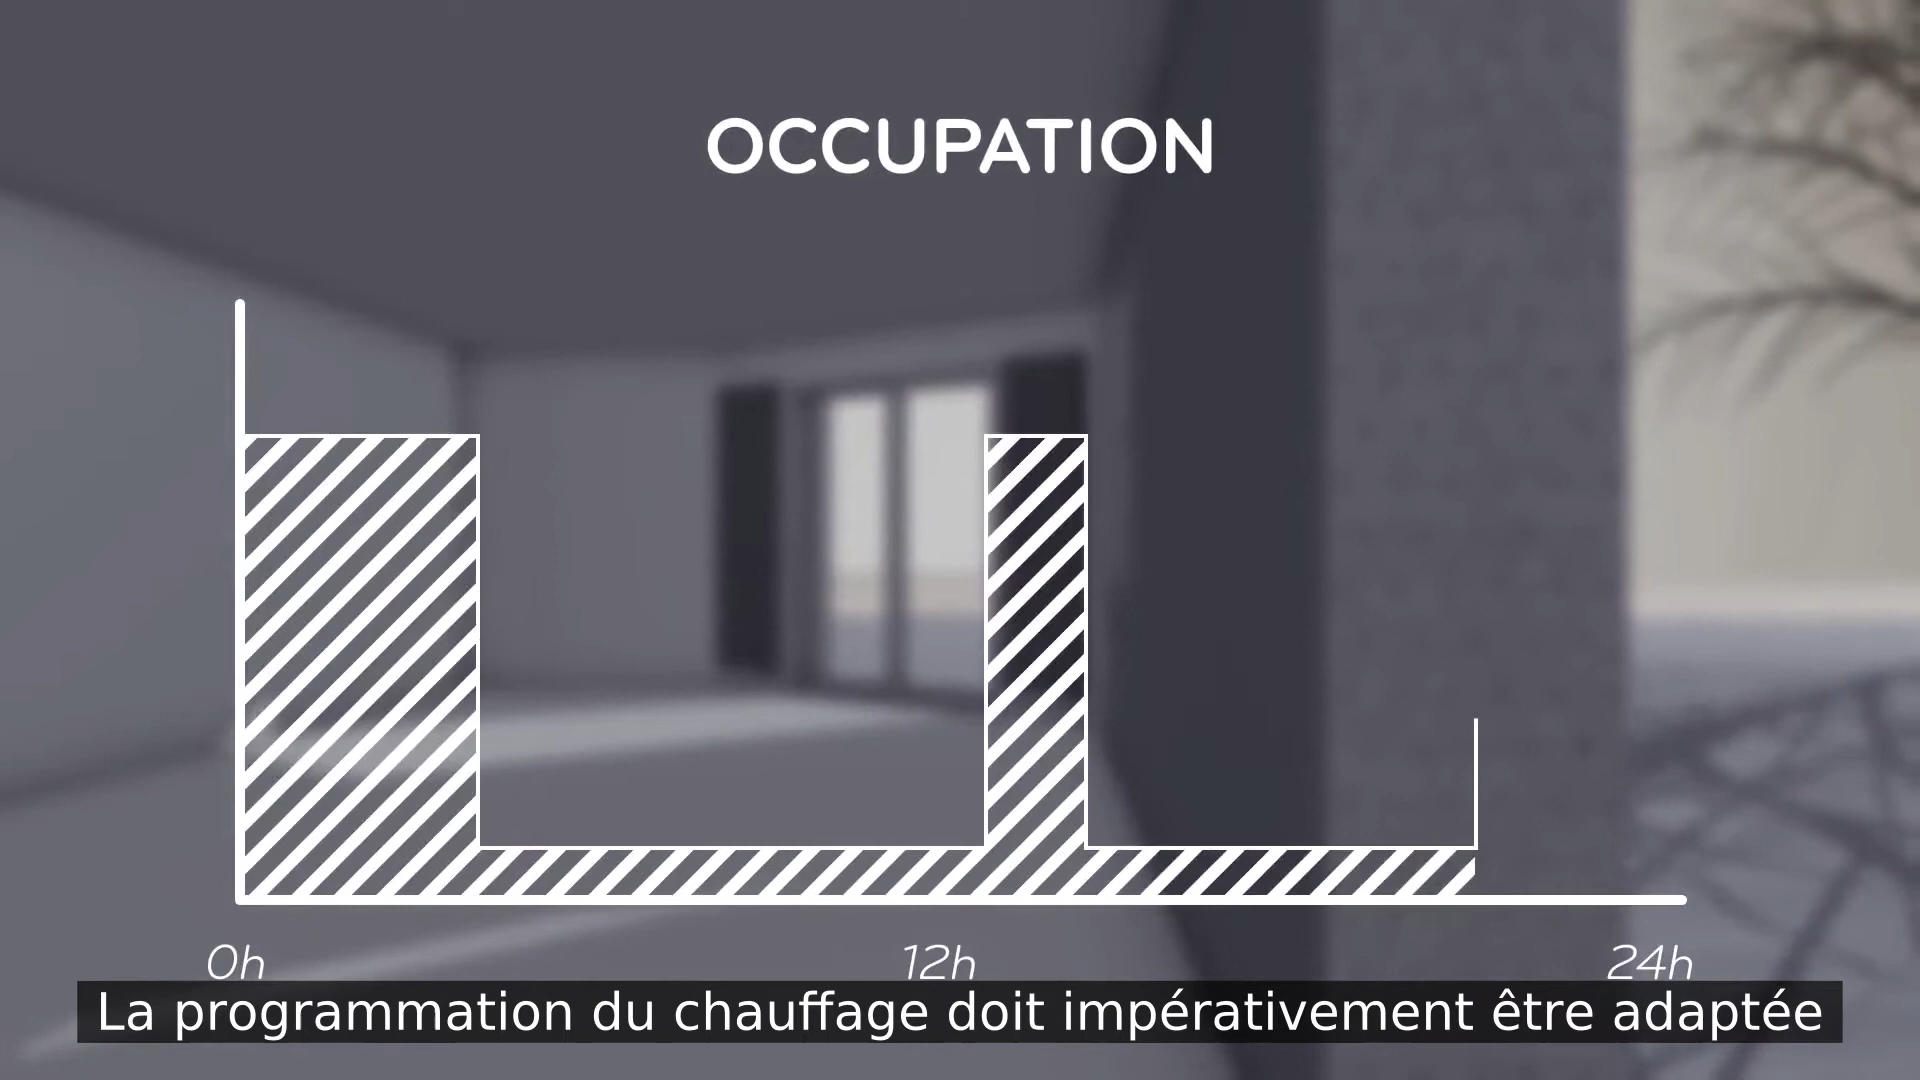 OCCUPATION
0h 12h 24h
La programmation du chauffage doit impérativement être adaptée